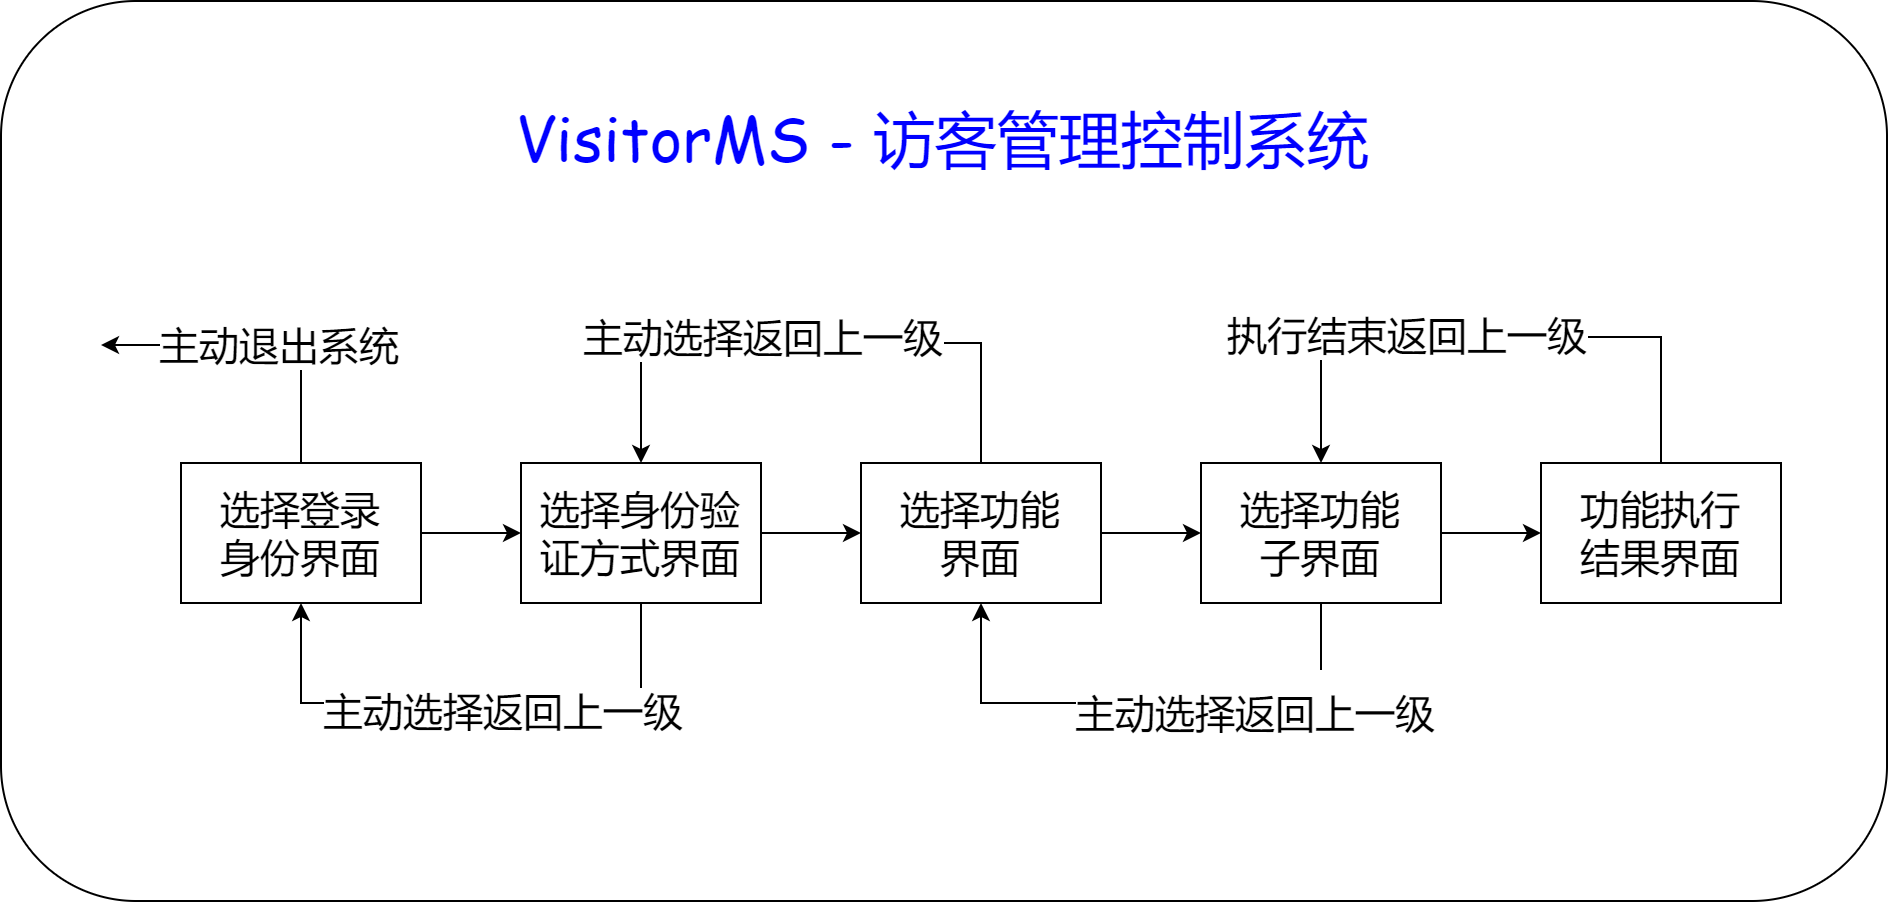 VisitorMS - 访客管理控制系统
主动退出系统
主动选择返回上一级
执行结束返回上一级
选择登录
身份界面
选择身份验
证方式界面
选择功能
界面
选择功能
子界面
功能执行
结果界面
主动选择返回上一级
主动选择返回上一级